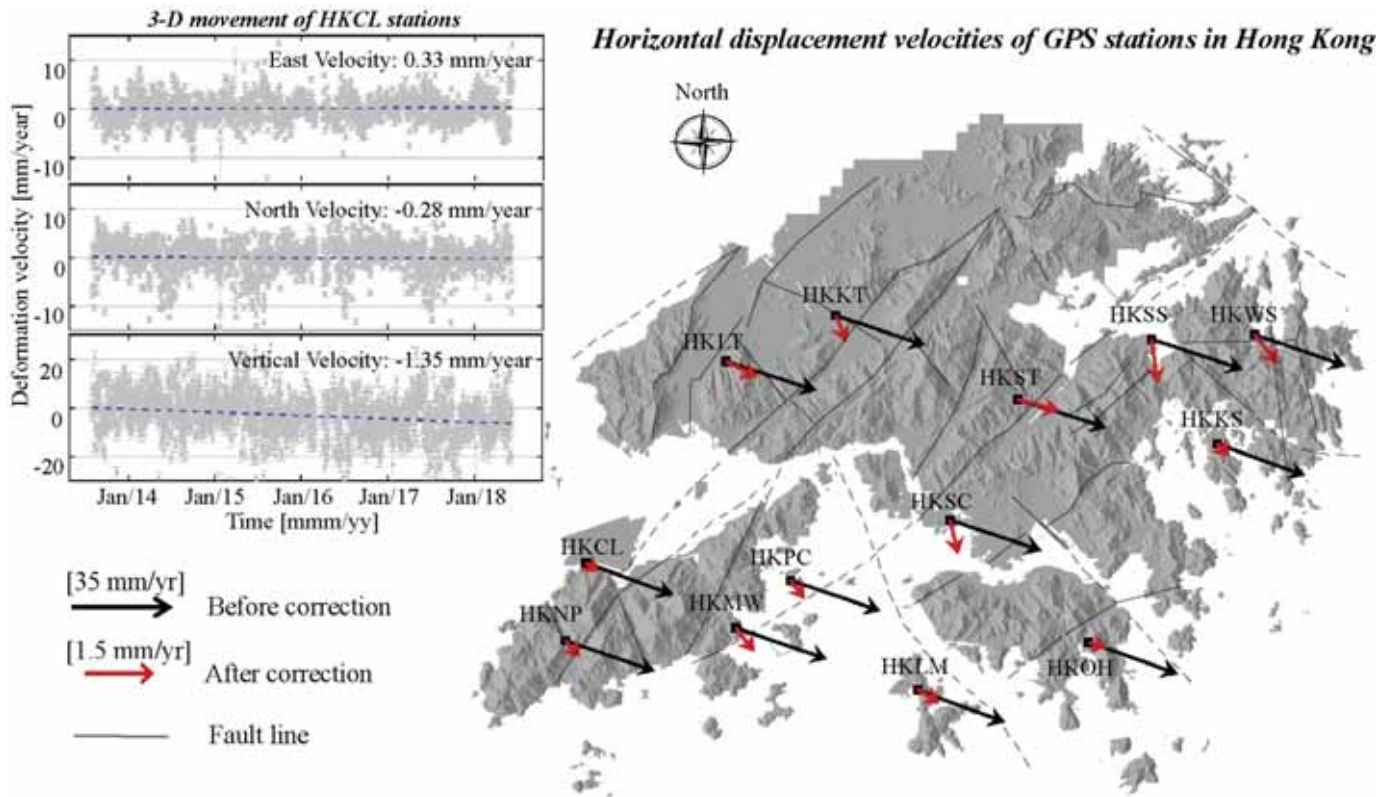 3-D movement of HKCL stations
Horizontal displacement velocities of GPS stations in Hong Kong
Deformation velocity [mm/year]
10
0
-10
East Velocity: 0.33 mm/year
10
0
-10
North Velocity: -0.28 mm/year
20
0
-20
Vertical Velocity: -1.35 mm/year
Jan/14 Jan/15 Jan/16 Jan/17 Jan/18
Time [mmm/yy]
[35 mm/yr]
Before correction
[1.5 mm/yr]
After correction
Fault line
North
HKKT
HKSS
HKWS
HKLT
HKST
HKKS
HKSC
HKCL
HKPC
HKNP
HKMW
HKLM
HKOH